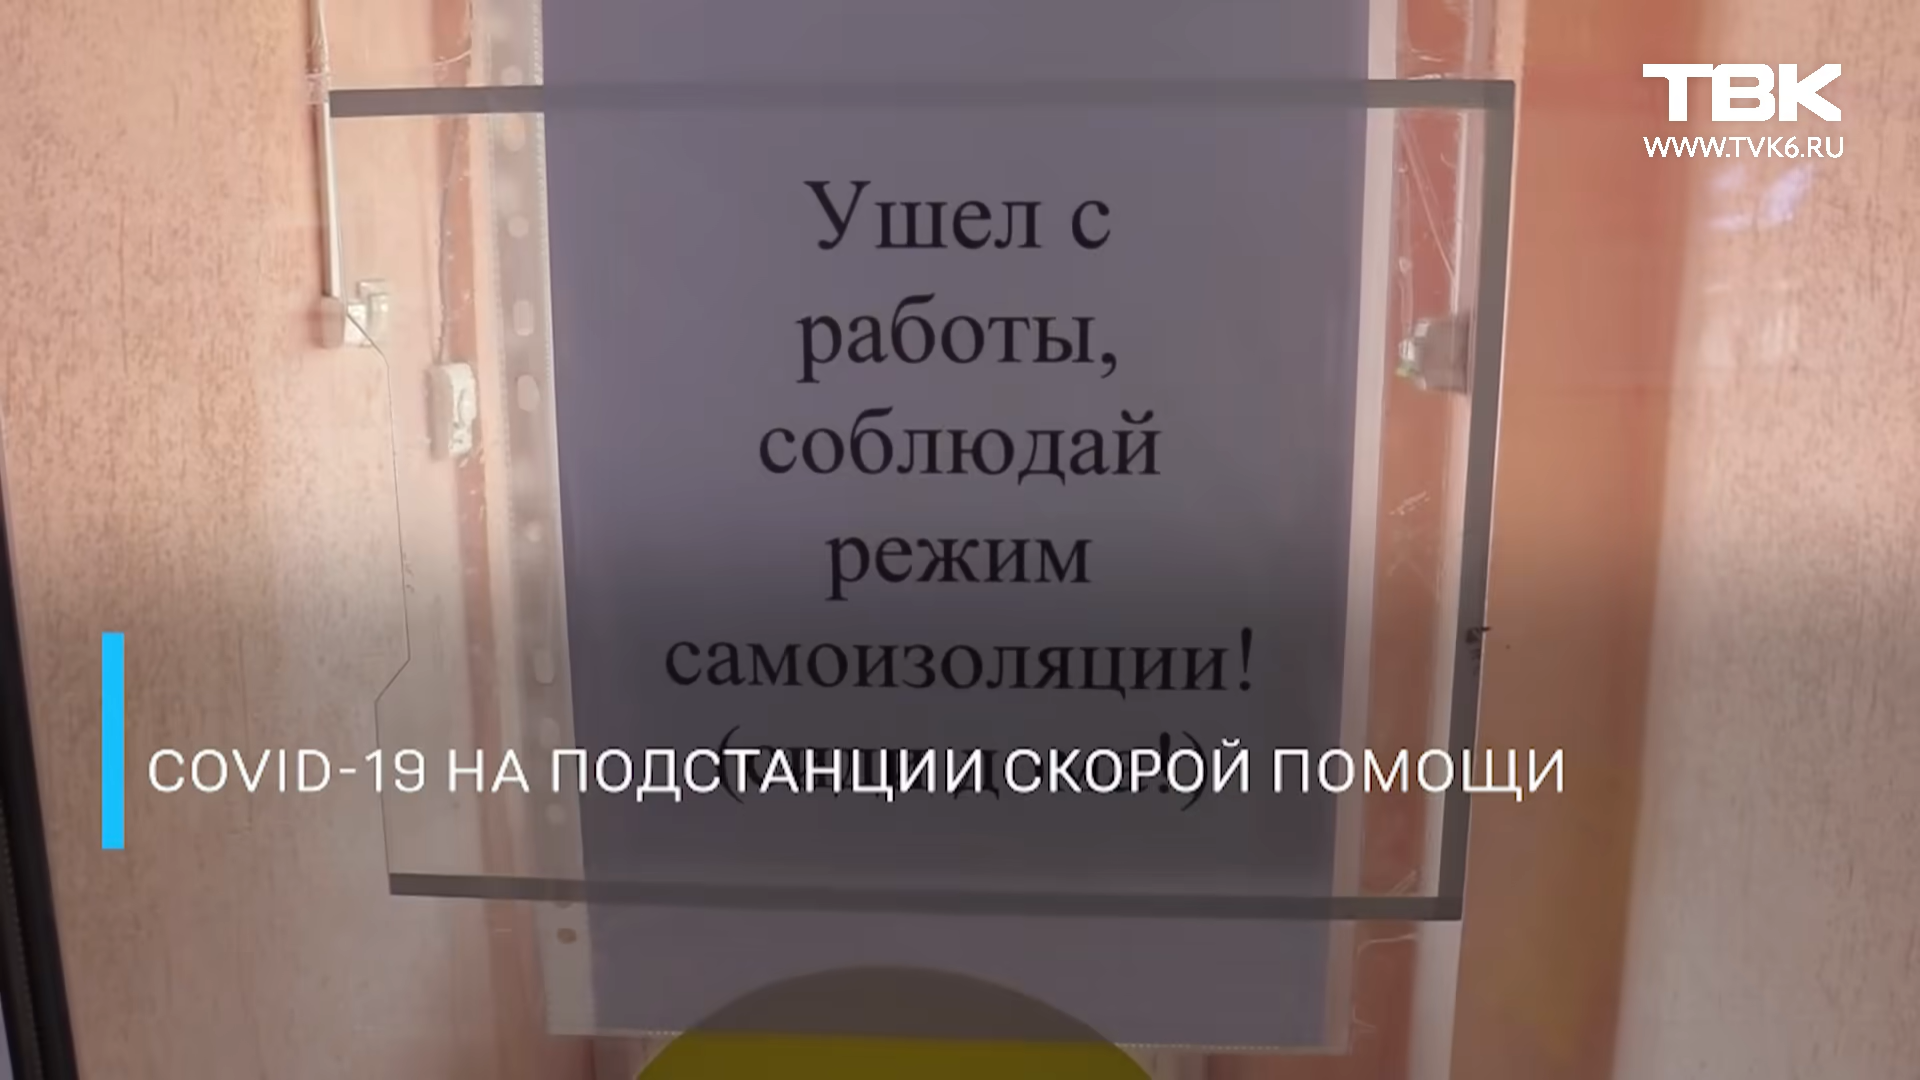 ТВК
WWW.TVK6.RU
Ушел с
работы,
соблюдай
режим
самоизоляции!
COVID-19 НА ПОДСТАНЦИИ СКОРОЙ ПОМОЩИ